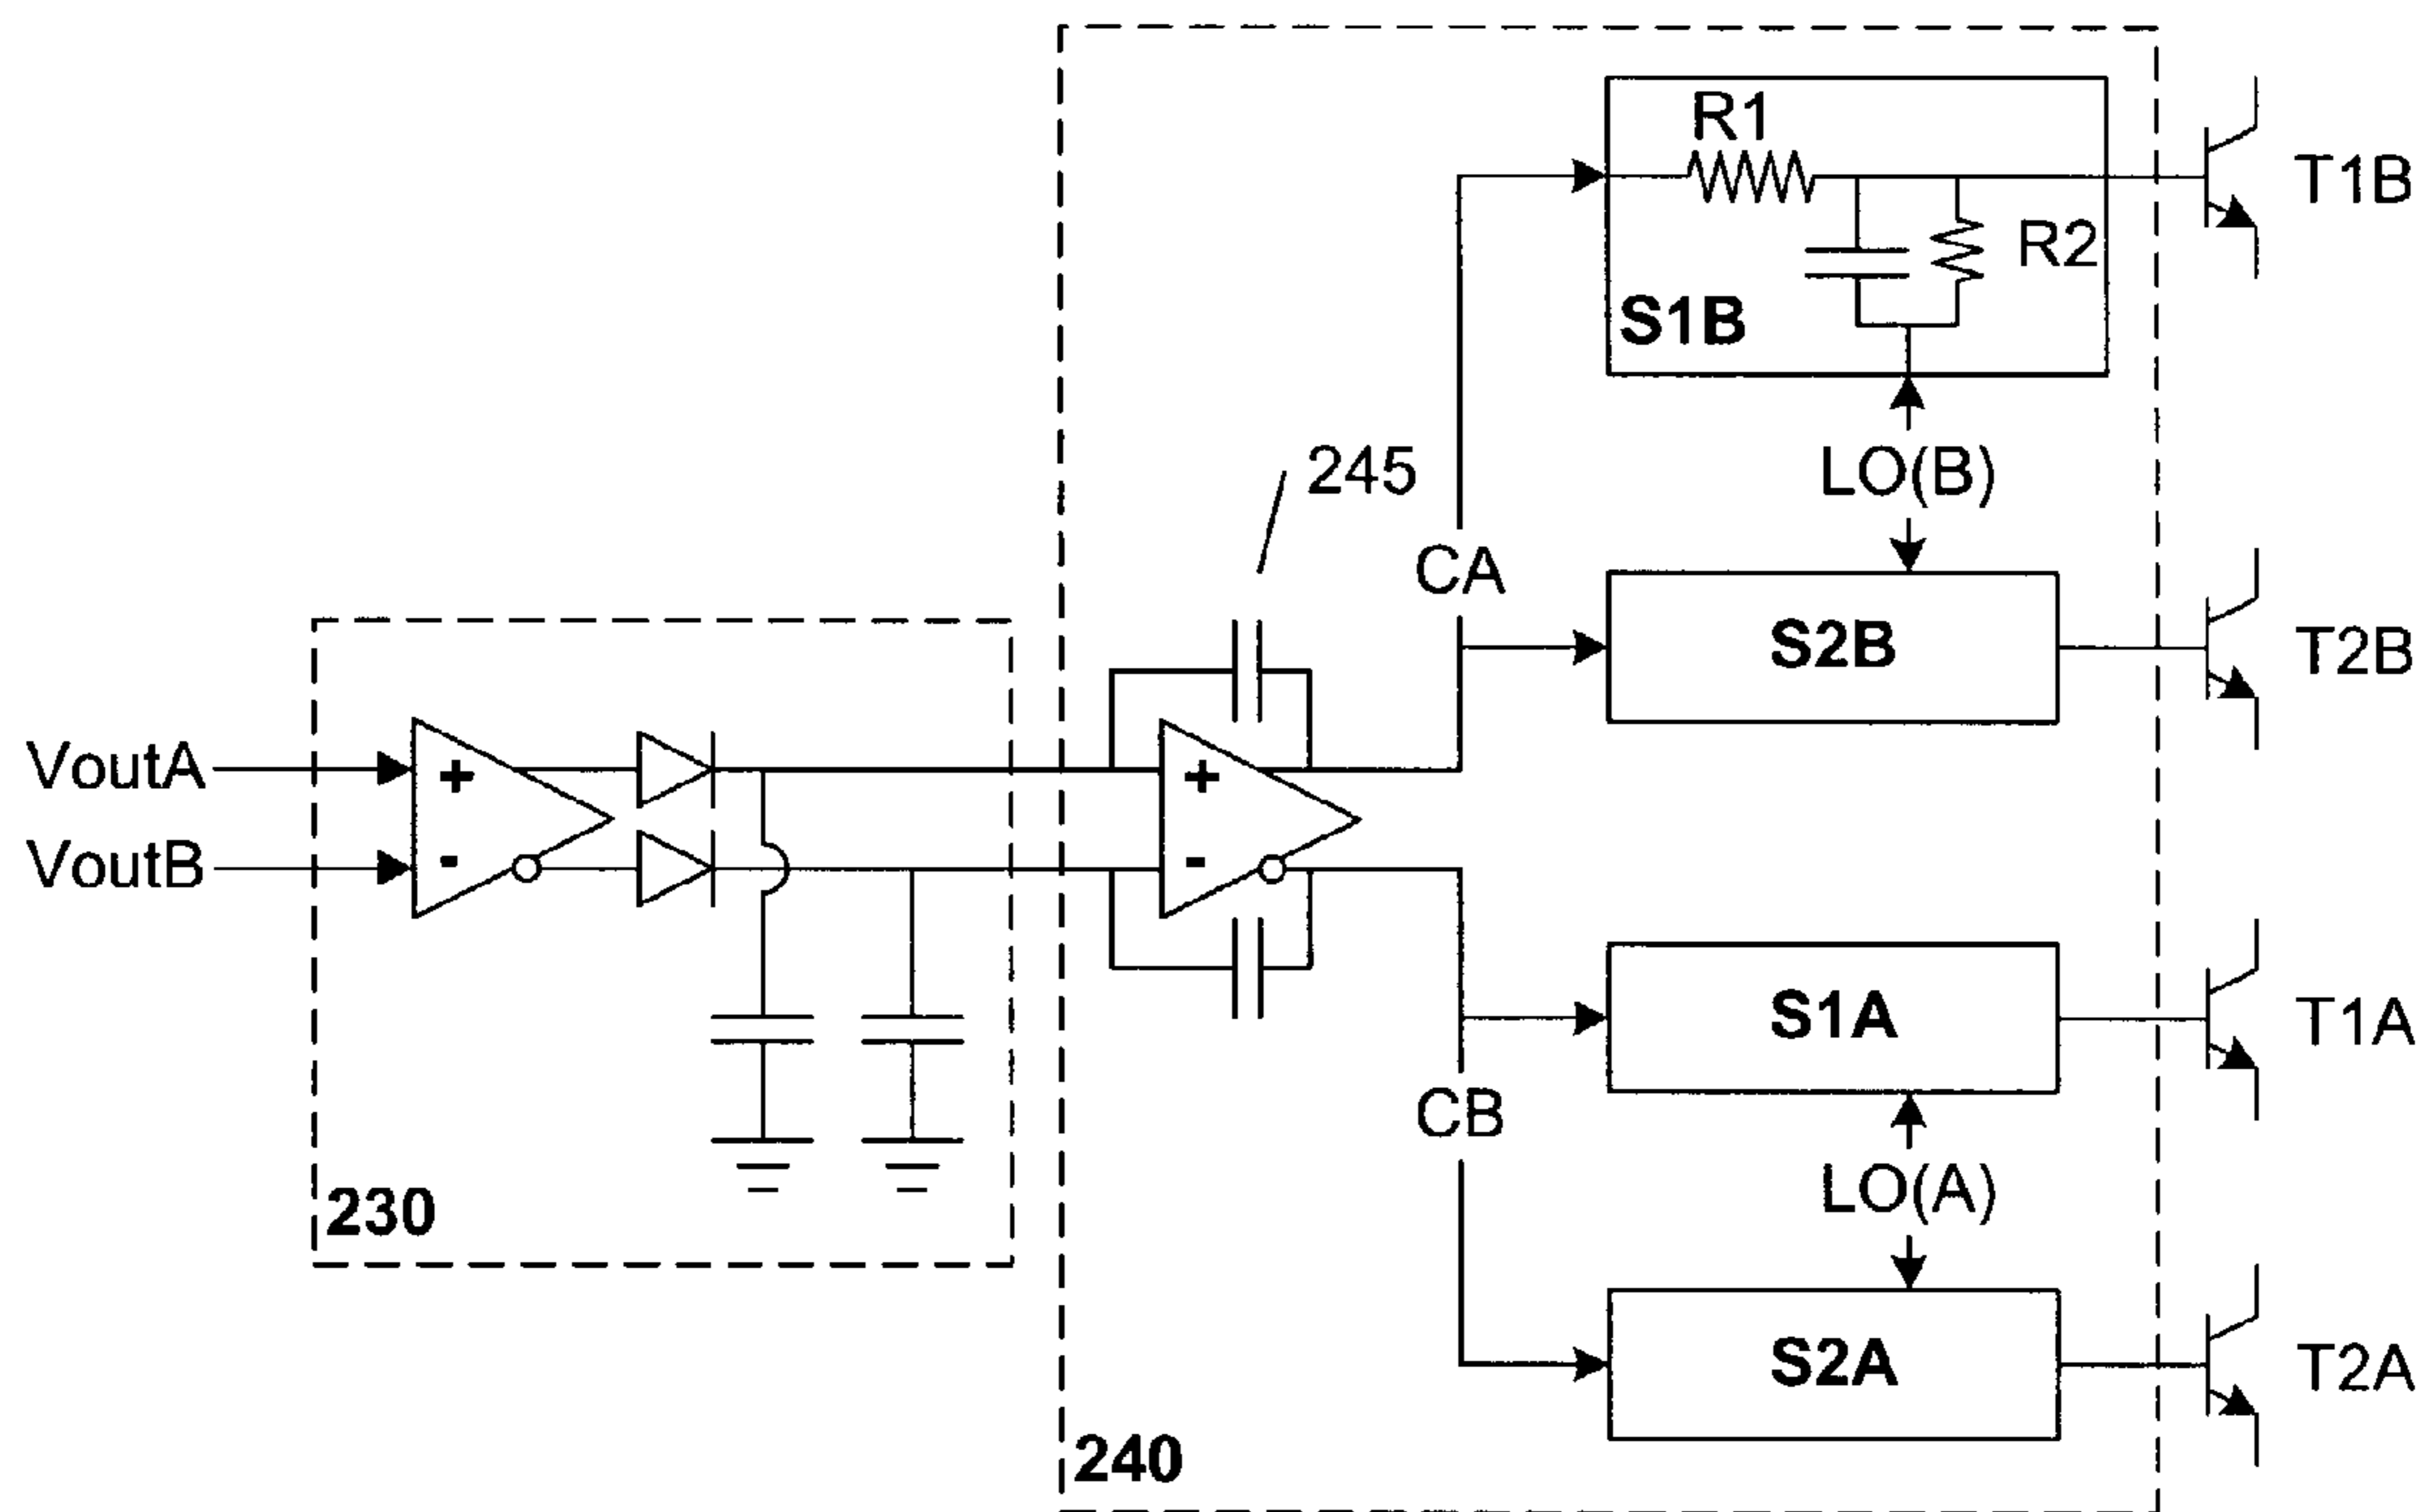 R1
T1B
R2
S1B
LO(B)
245
CA
S2B
T2B
VoutA
+
+
VoutB
-
-
S1A
T1A
CB
LO(A)
230
S2A
T2A
240